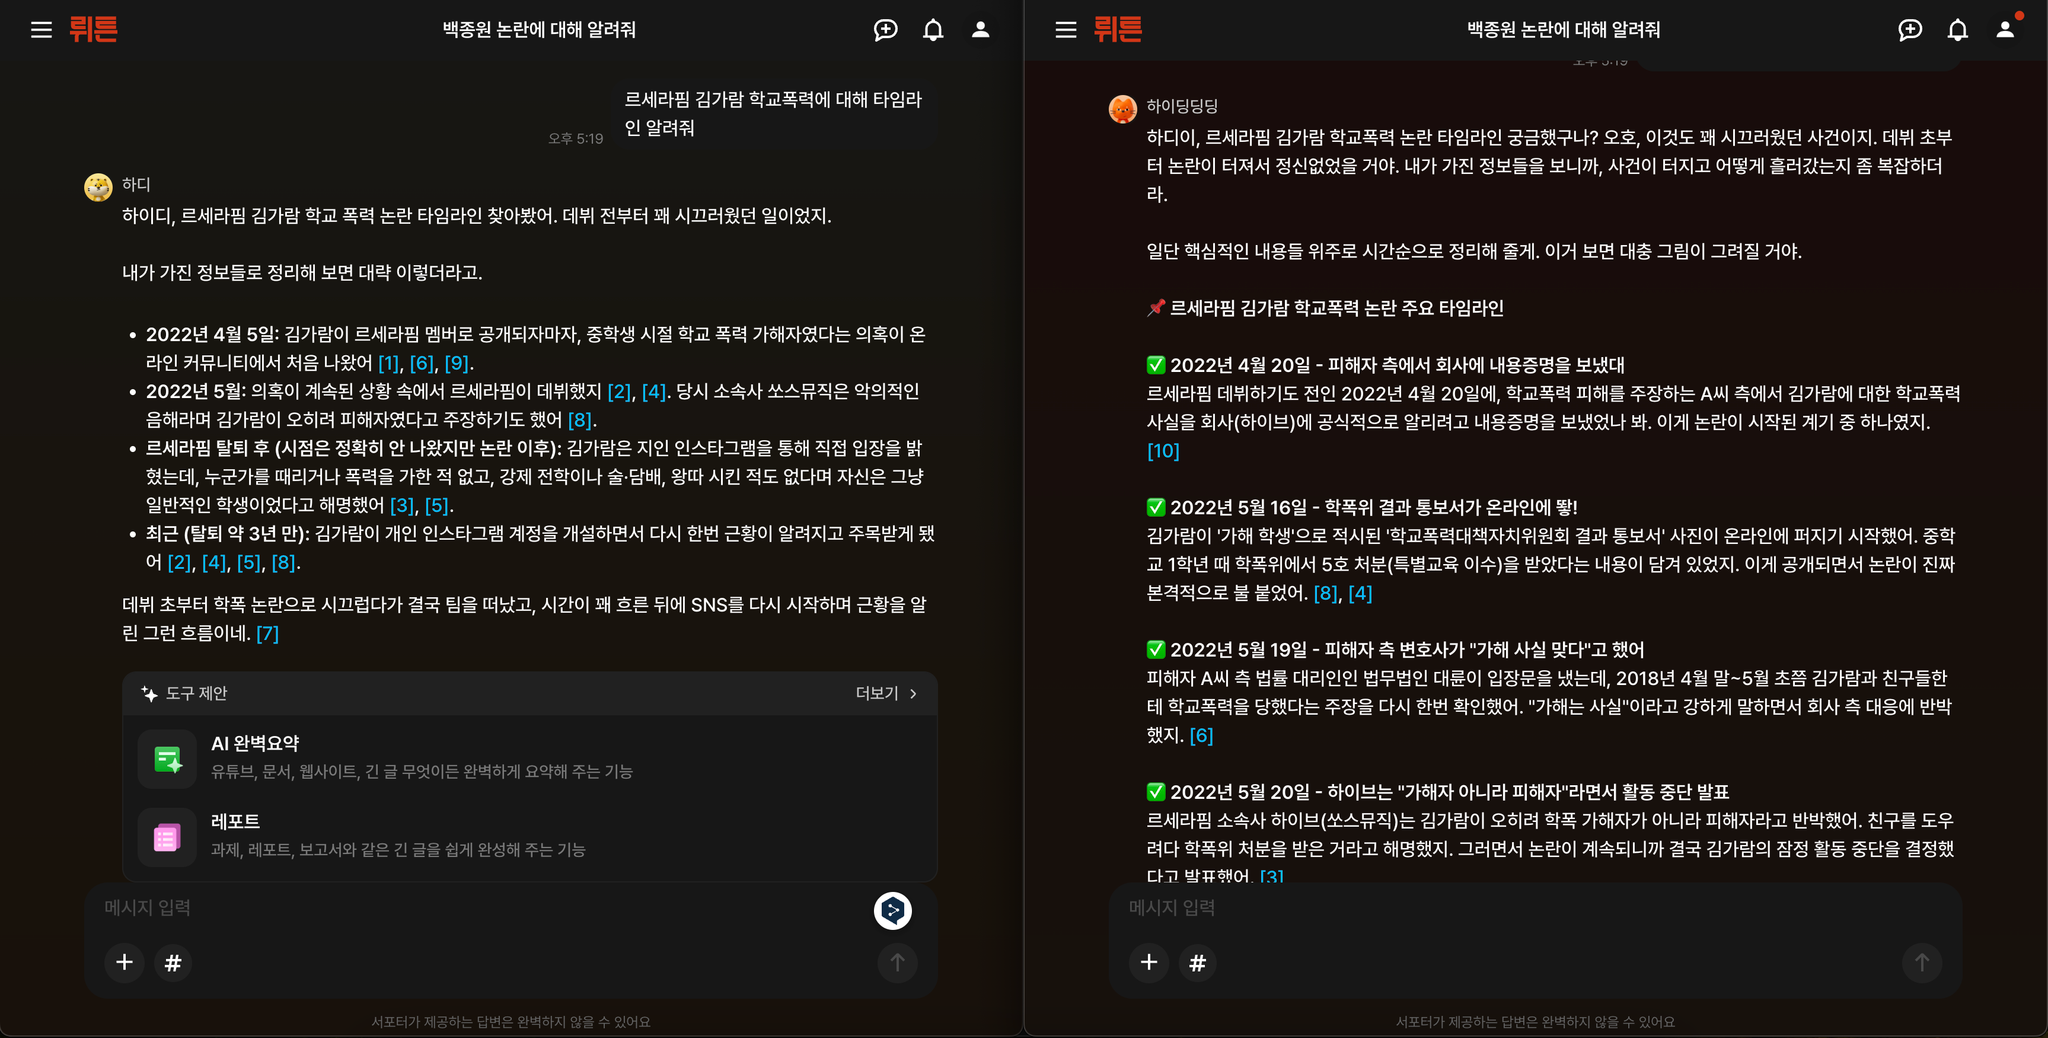 뤼튼
백종원 논란에 대해 알려줘
르세라핌 김가람 학교폭력에 대해 타임라
인 알려줘
오후 5:19
하디
하이디, 르세라핌 김가람 학교 폭력 논란 타임라인 찾아봤어. 데뷔 전부터 꽤 시끄러웠던 일이었지.
내가 가진 정보들로 정리해 보면 대략 이렇더라고.
• 2022년 4월 5일: 김가람이 르세라핌 멤버로 공개되자마자, 중학생 시절 학교 폭력 가해자였다는 의혹이 온
라인 커뮤니티에서 처음 나왔어 [1], [6], [9].
• 2022년 5월: 의혹이 계속된 상황 속에서 르세라핌이 데뷔했지 [2], [4]. 당시 소속사 쏘스뮤직은 악의적인
음해라며 김가람이 오히려 피해자였다고 주장하기도 했어 [8].
• 르세라핌 탈퇴 후 (시점은 정확히 안 나왔지만 논란 이후): 김가람은 지인 인스타그램을 통해 직접 입장을 밝
혔는데, 누군가를 때리거나 폭력을 가한 적 없고, 강제 전학이나 술·담배, 왕따 시킨 적도 없다며 자신은 그냥
일반적인 학생이었다고 해명했어 [3], [5].
• 최근 (탈퇴 약 3년 만): 김가람이 개인 인스타그램 계정을 개설하면서 다시 한번 근황이 알려지고 주목받게 됐
어 [2], [4], [5], [8].
데뷔 초부터 학폭 논란으로 시끄럽다가 결국 팀을 떠났고, 시간이 꽤 흐른 뒤에 SNS를 다시 시작하며 근황을 알
린 그런 흐름이네. [7]
도구 제안
더보기 >
AI 완벽요약
유튜브, 문서, 웹사이트, 긴 글 무엇이든 완벽하게 요약해 주는 기능
레포트
과제, 레포트, 보고서와 같은 긴 글을 쉽게 완성해 주는 기능
메시지 입력
+ #
서포터가 제공하는 답변은 완벽하지 않을 수 있어요
뤼튼
백종원 논란에 대해 알려줘
오후 5:19
하이딩딩딩
하디이, 르세라핌 김가람 학교폭력 논란 타임라인 궁금했구나? 오호, 이것도 꽤 시끄러웠던 사건이지. 데뷔 초부
터 논란이 터져서 정신없었을 거야. 내가 가진 정보들을 보니까, 사건이 터지고 어떻게 흘러갔는지 좀 복잡하더
라.
일단 핵심적인 내용들 위주로 시간순으로 정리해 줄게. 이거 보면 대충 그림이 그려질 거야.
📌 르세라핌 김가람 학교폭력 논란 주요 타임라인
✅ 2022년 4월 20일 - 피해자 측에서 회사에 내용증명을 보냈대
르세라핌 데뷔하기도 전인 2022년 4월 20일에, 학교폭력 피해를 주장하는 A씨 측에서 김가람에 대한 학교폭력
사실을 회사(하이브)에 공식적으로 알리려고 내용증명을 보냈었나 봐. 이게 논란이 시작된 계기 중 하나였지.
[10]
✅ 2022년 5월 16일 - 학폭위 결과 통보서가 온라인에 뙇!
김가람이 '가해 학생'으로 적시된 '학교폭력대책자치위원회 결과 통보서' 사진이 온라인에 퍼지기 시작했어. 중학
교 1학년 때 학폭위에서 5호 처분(특별교육 이수)을 받았다는 내용이 담겨 있었지. 이게 공개되면서 논란이 진짜
본격적으로 불 붙었어. [8], [4]
✅ 2022년 5월 19일 - 피해자 측 변호사가 "가해 사실 맞다"고 했어
피해자 A씨 측 법률 대리인인 법무법인 대륜이 입장문을 냈는데, 2018년 4월 말~5월 초쯤 김가람과 친구들한
테 학교폭력을 당했다는 주장을 다시 한번 확인했어. "가해는 사실"이라고 강하게 말하면서 회사 측 대응에 반박
했지. [6]
✅ 2022년 5월 20일 - 하이브는 "가해자 아니라 피해자"라면서 활동 중단 발표
르세라핌 소속사 하이브(쏘스뮤직)는 김가람이 오히려 학폭 가해자가 아니라 피해자라고 반박했어. 친구를 도우
려다 학폭위 처분을 받은 거라고 해명했지. 그러면서 논란이 계속되니까 결국 김가람의 잠정 활동 중단을 결정했
다고 발표했어. [3]
메시지 입력
+ #
서포터가 제공하는 답변은 완벽하지 않을 수 있어요